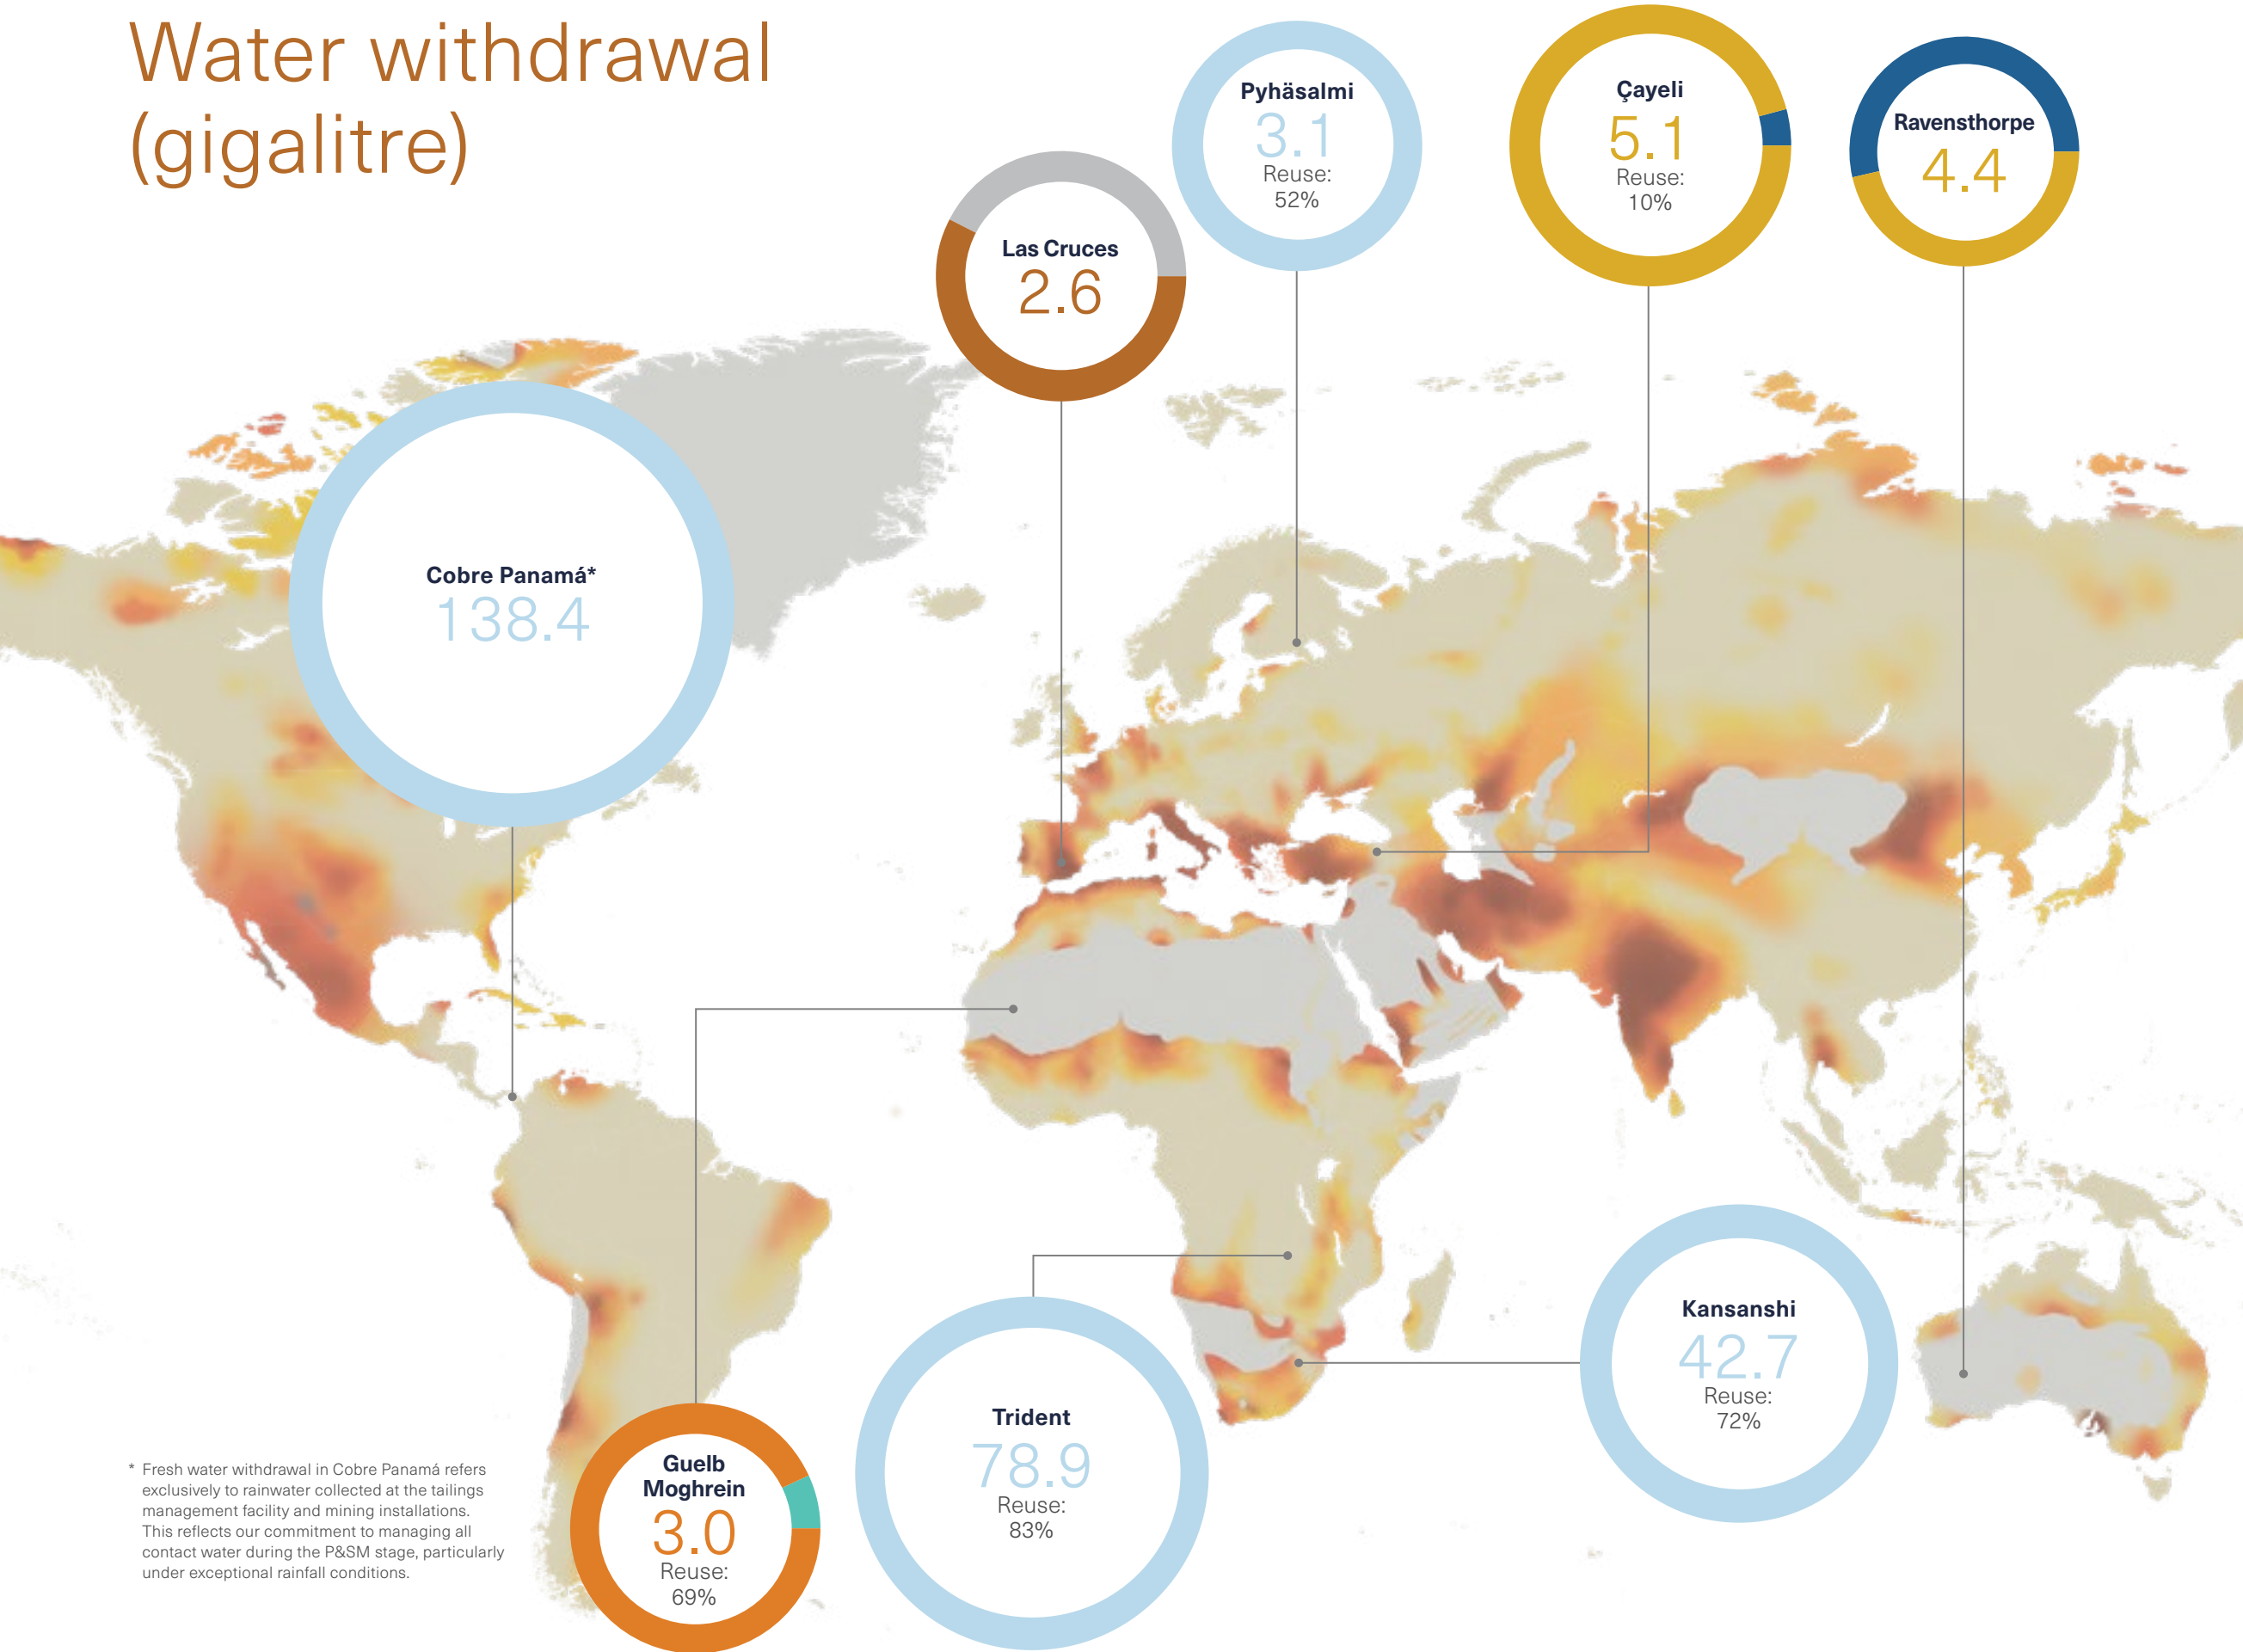 Water withdrawal
(gigalitre)
Pyhäsalmi
3.1
Reuse:
52%
Çayeli
5.1
Reuse:
10%
Ravensthorpe
4.4
Las Cruces
2.6
Cobre Panamá*
138.4
Kansanshi
42.7
Reuse:
72%
Trident
78.9
Reuse:
83%
Guelb
Moghrein
3.0
Reuse:
69%
* Fresh water withdrawal in Cobre Panamá refers
exclusively to rainwater collected at the tailings
management facility and mining installations.
This reflects our commitment to managing all
contact water during the P&SM stage, particularly
under exceptional rainfall conditions.